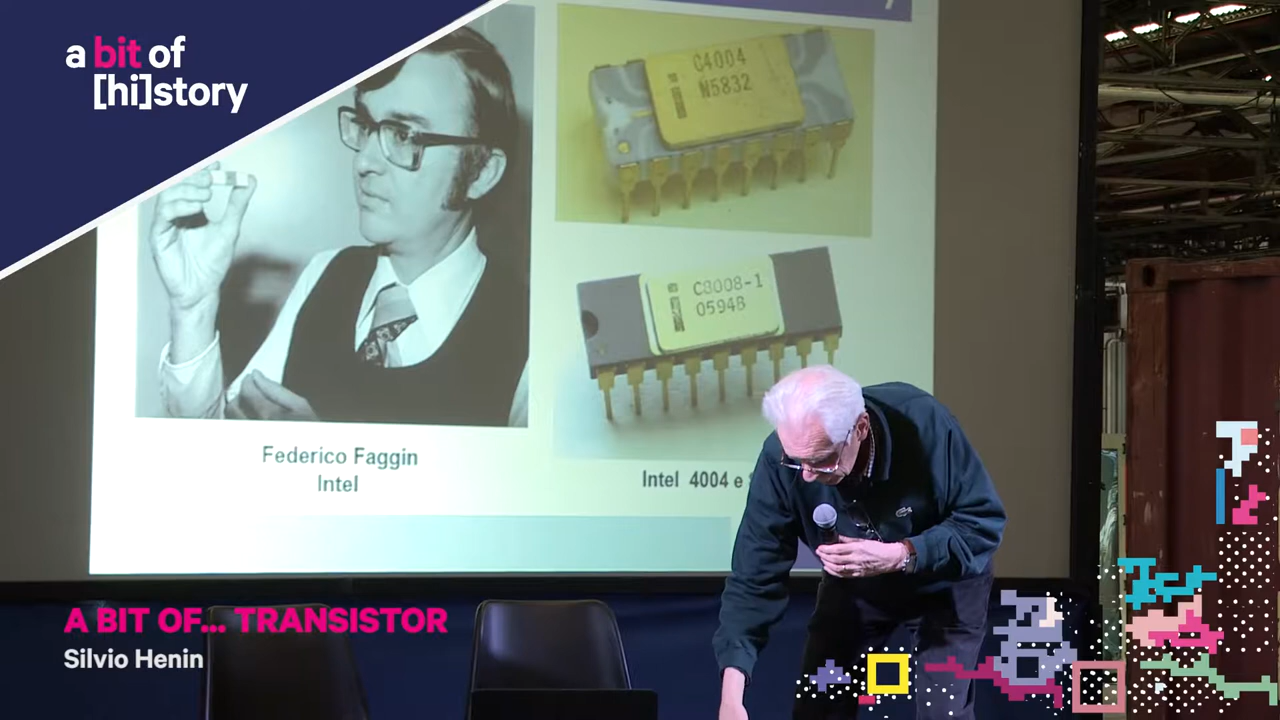 a bit of
[hi]story
C4004
N5832
C8008-1
05948
Federico Faggin
Intel
Intel 4004 e
A BIT OF... TRANSISTOR
Silvio Henin